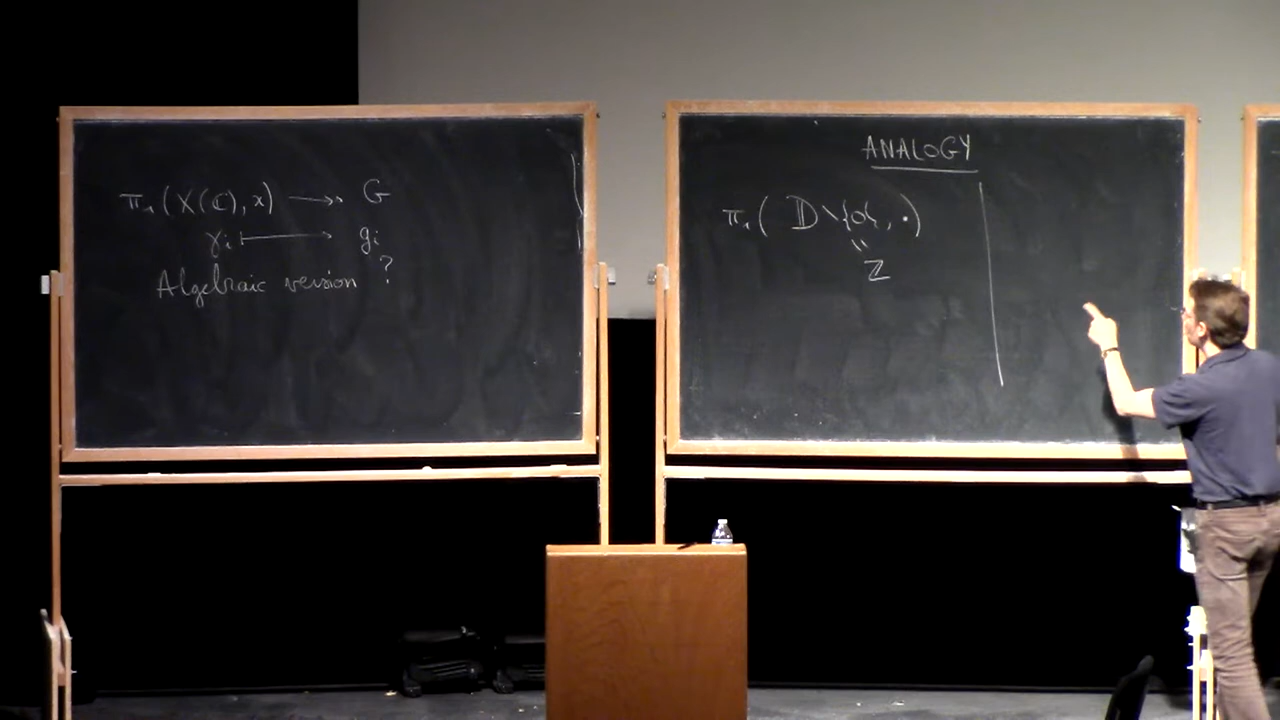 π₁(X(ℂ),x) ↠ G
γᵢ ⟼ gᵢ
Algebraic version ?
ANALOGY
π₁(𝔻∖{0}, •)
"
ℤ